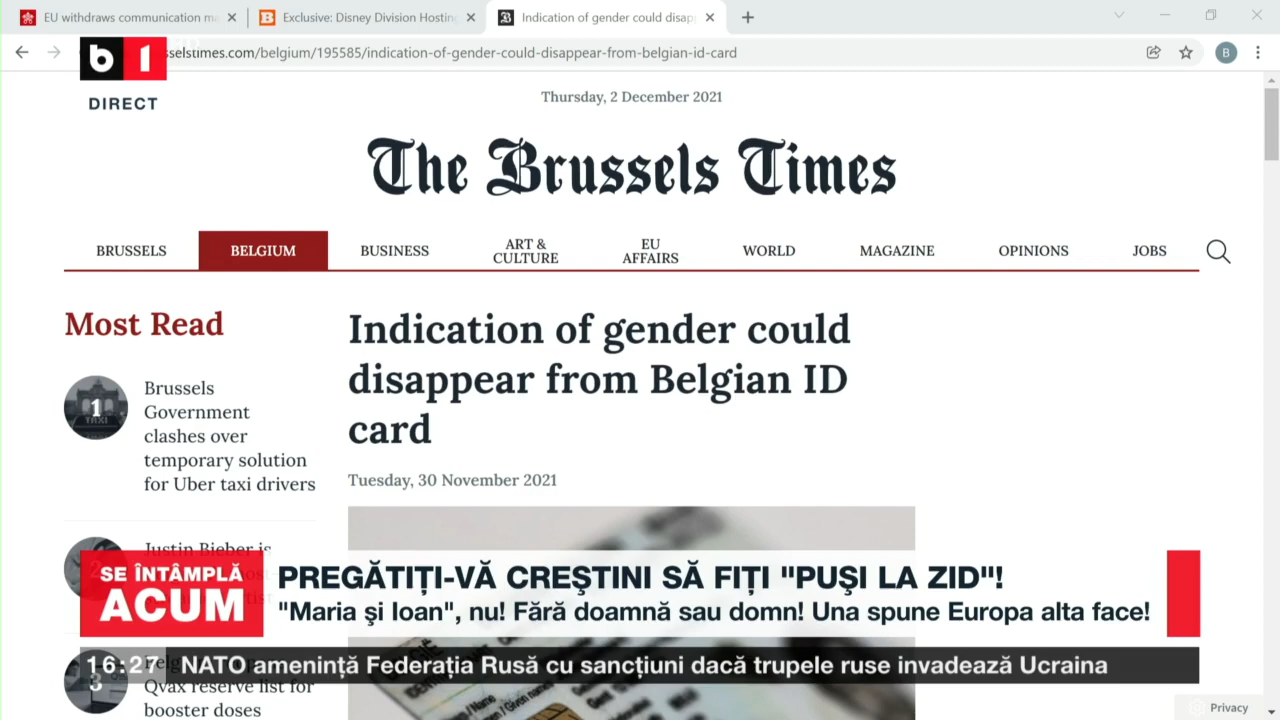 EU withdraws communication ma
Exclusive: Disney Division Hosting
Indication of gender could disap
selstimes.com/belgium/195585/indication-of-gender-could-disappear-from-belgian-id-card
B
b 1
DIRECT
Thursday, 2 December 2021
The Brussels Times
BRUSSELS
BELGIUM
BUSINESS
ART &
CULTURE
EU
AFFAIRS
WORLD
MAGAZINE
OPINIONS
JOBS
Most Read
1
Brussels
Government
clashes over
temporary solution
for Uber taxi drivers
Indication of gender could
disappear from Belgian ID
card
Tuesday, 30 November 2021
Justin Bieber is
SE ÎNTÂMPLĂ
ACUM
PREGĂTIȚI-VĂ CREŞTINI SĂ FIȚI "PUŞI LA ZID"!
"Maria şi Ioan", nu! Fără doamnă sau domn! Una spune Europa alta face!
16:27 NATO amenință Federația Rusă cu sancțiuni dacă trupele ruse invadează Ucraina
3
Qvax reserve list for
booster doses
Privacy